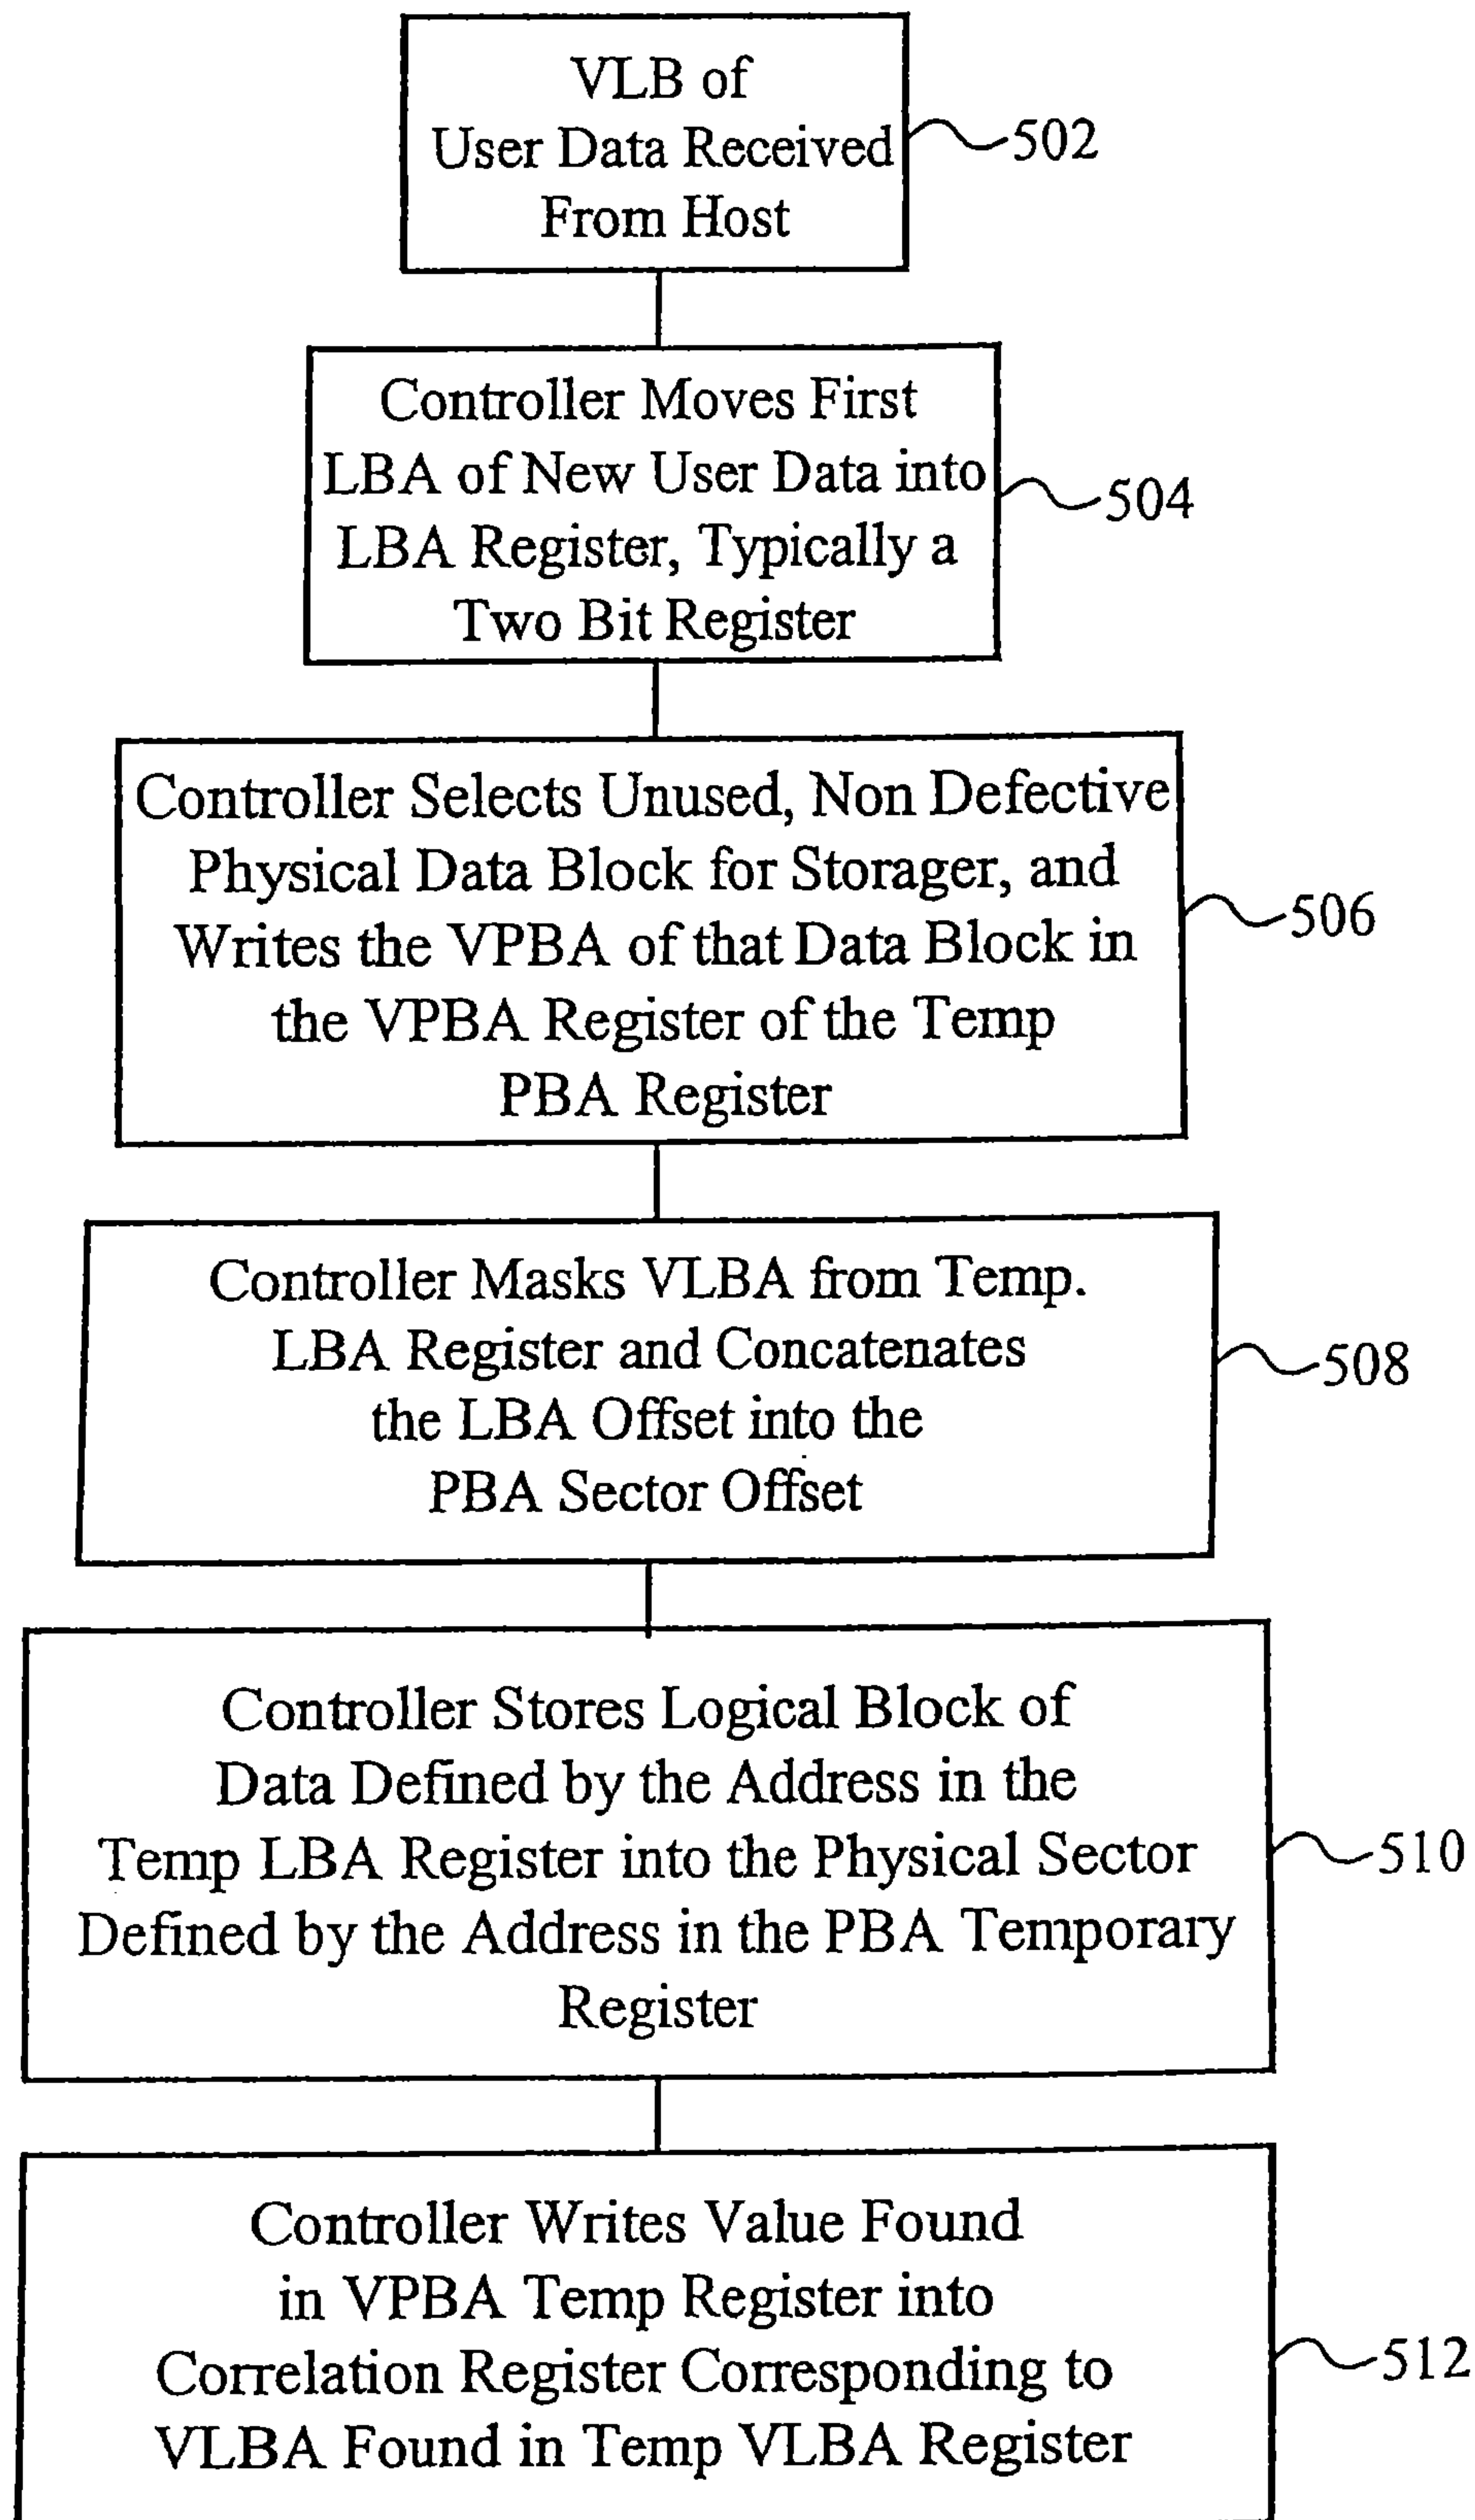 VLB of
User Data Received
From Host
502
Controller Moves First
LBA of New User Data into
LBA Register, Typically a
Two Bit Register
504
Controller Selects Unused, Non Defective
Physical Data Block for Storager, and
Writes the VPBA of that Data Block in
the VPBA Register of the Temp
PBA Register
506
Controller Masks VLBA from Temp.
LBA Register and Concatenates
the LBA Offset into the
PBA Sector Offset
508
Controller Stores Logical Block of
Data Defined by the Address in the
Temp LBA Register into the Physical Sector
Defined by the Address in the PBA Temporary
Register
510
Controller Writes Value Found
in VPBA Temp Register into
Correlation Register Corresponding to
VLBA Found in Temp VLBA Register
512